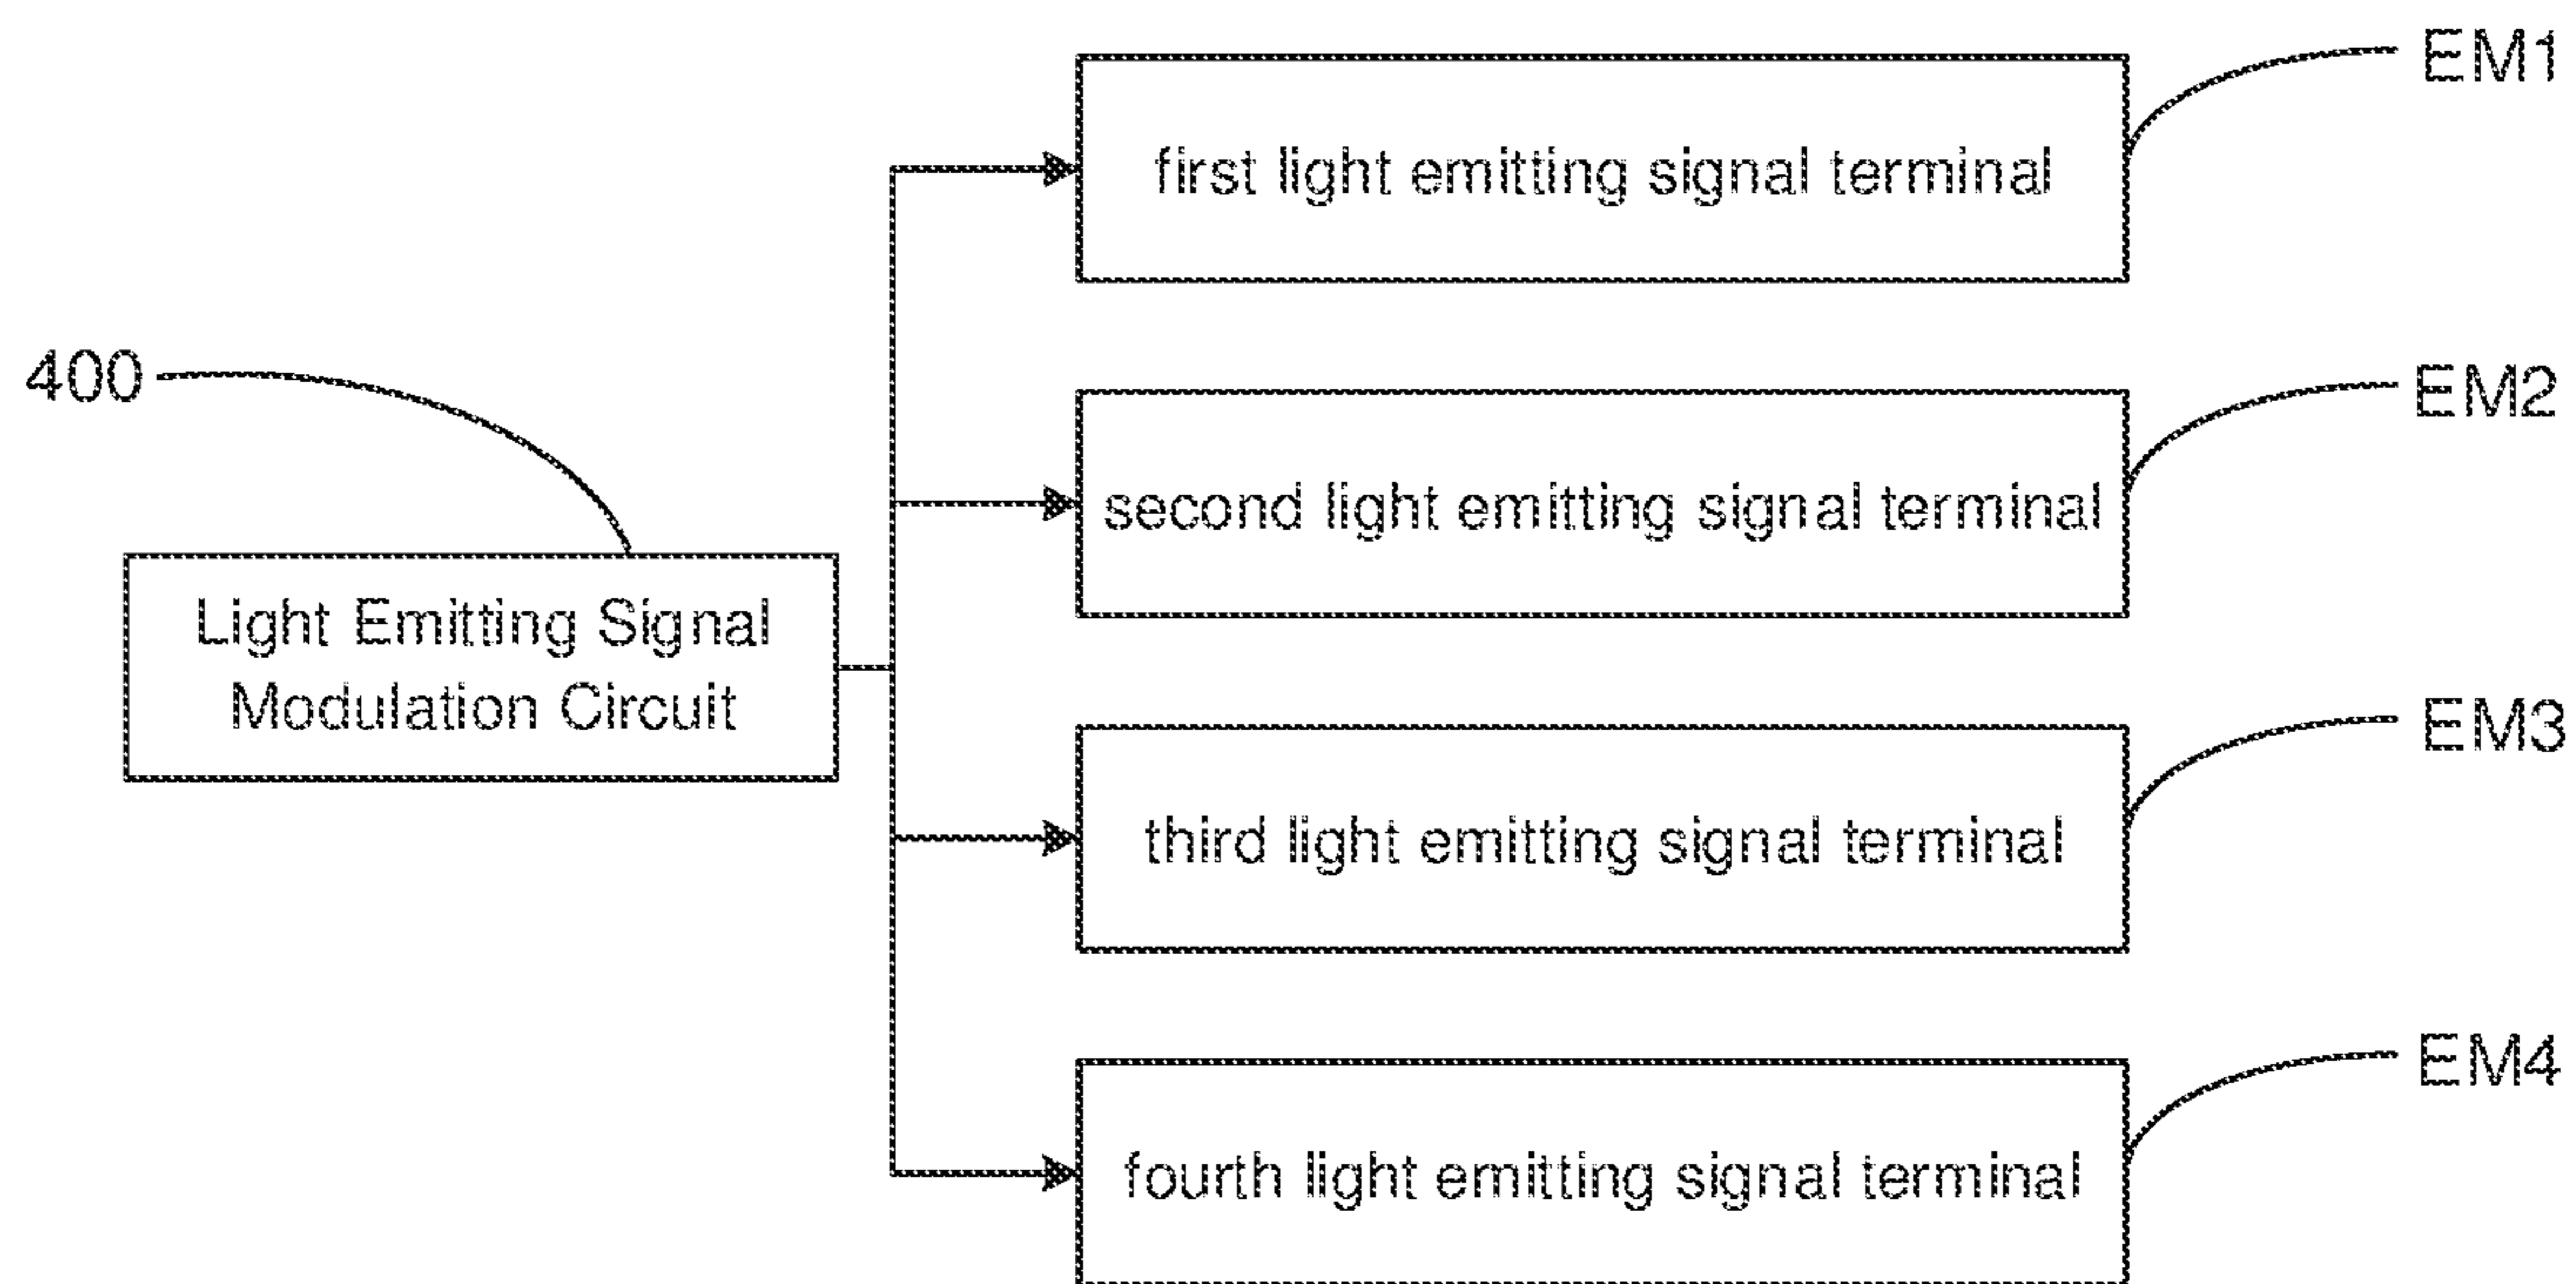 EM1
first light emitting signal terminal
400
EM2
second light emitting signal terminal
Light Emitting Signal
Modulation Circuit
EM3
third light emitting signal terminal
EM4
fourth light emitting signal terminal